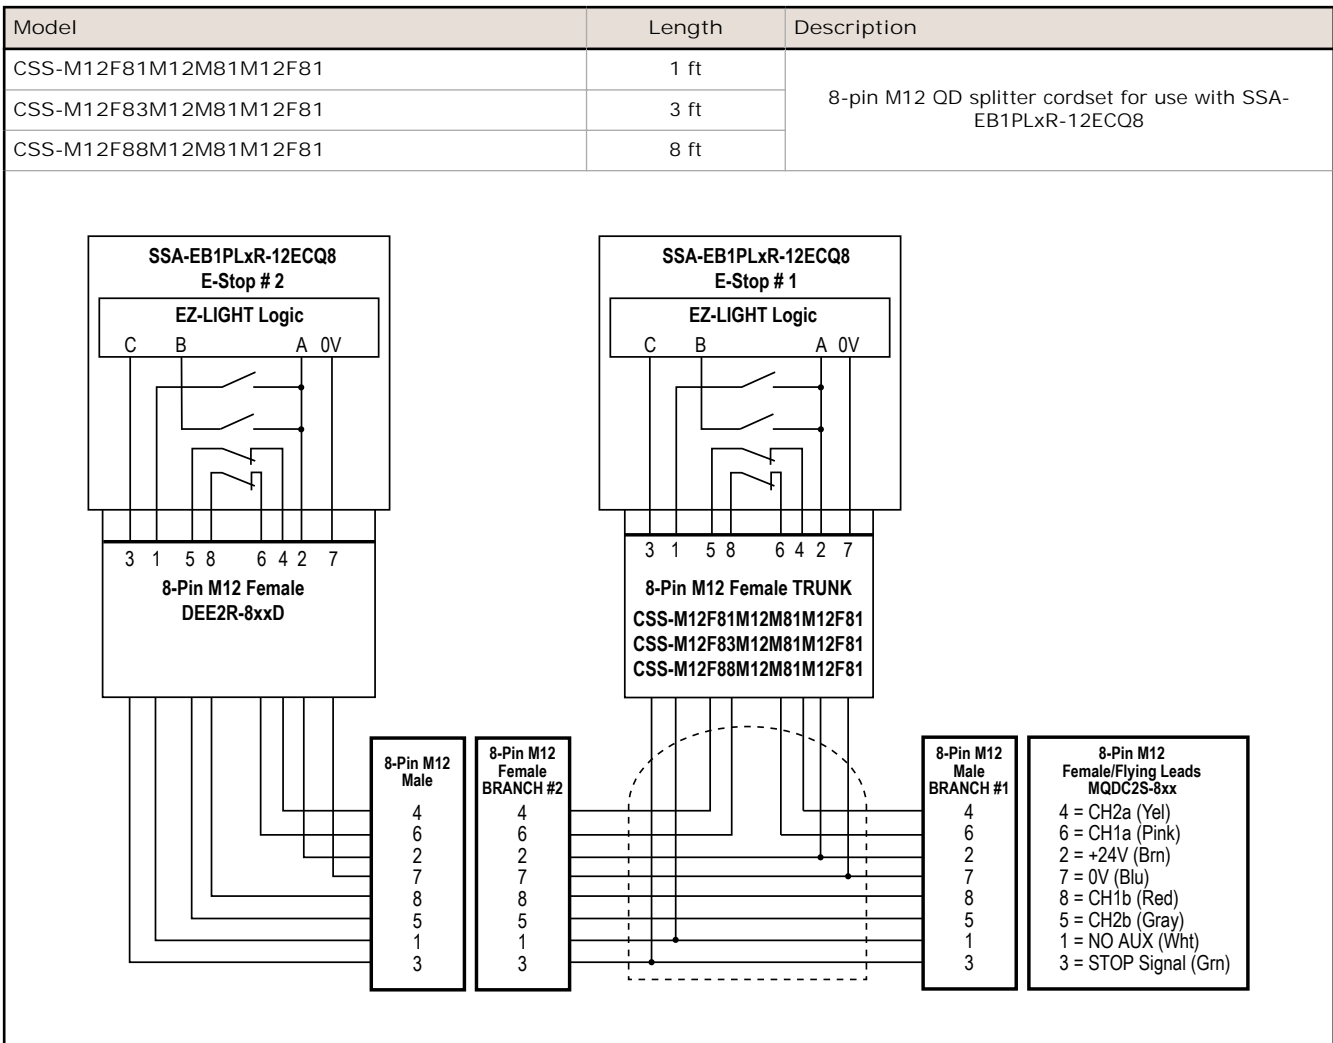 Model Length Description
CSS-M12F81M12M81M12F81 1 ft
CSS-M12F83M12M81M12F81 3 ft
CSS-M12F88M12M81M12F81 8 ft
8-pin M12 QD splitter cordset for use with SSA-
EB1PLxR-12ECQ8
SSA-EB1PLxR-12ECQ8
E-Stop # 2
EZ-LIGHT Logic
C B A 0V
3 1 5 8 6 4 2 7
8-Pin M12 Female
DEE2R-8xxD
SSA-EB1PLxR-12ECQ8
E-Stop # 1
EZ-LIGHT Logic
C B A 0V
3 1 5 8 6 4 2 7
8-Pin M12 Female TRUNK
CSS-M12F81M12M81M12F81
CSS-M12F83M12M81M12F81
CSS-M12F88M12M81M12F81
8-Pin M12
Male
4
6
2
7
8
5
1
3
8-Pin M12
Female
BRANCH #2
4
6
2
7
8
5
1
3
8-Pin M12
Male
BRANCH #1
4
6
2
7
8
5
1
3
8-Pin M12
Female/Flying Leads
MQDC2S-8xx
4 = CH2a (Yel)
6 = CH1a (Pink)
2 = +24V (Brn)
7 = 0V (Blu)
8 = CH1b (Red)
5 = CH2b (Gray)
1 = NO AUX (Wht)
3 = STOP Signal (Grn)